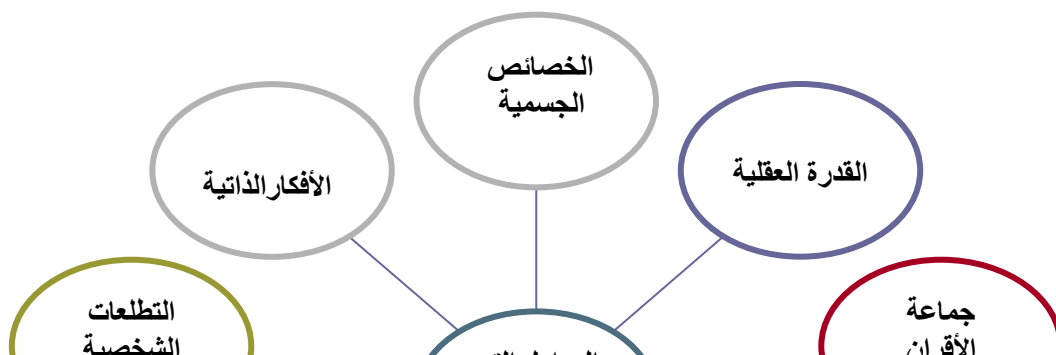 الخصائص
الجسمية
القدرة العقلية
الأفكارالذاتية
جماعة
الأقران
التطلعات
الشخصية